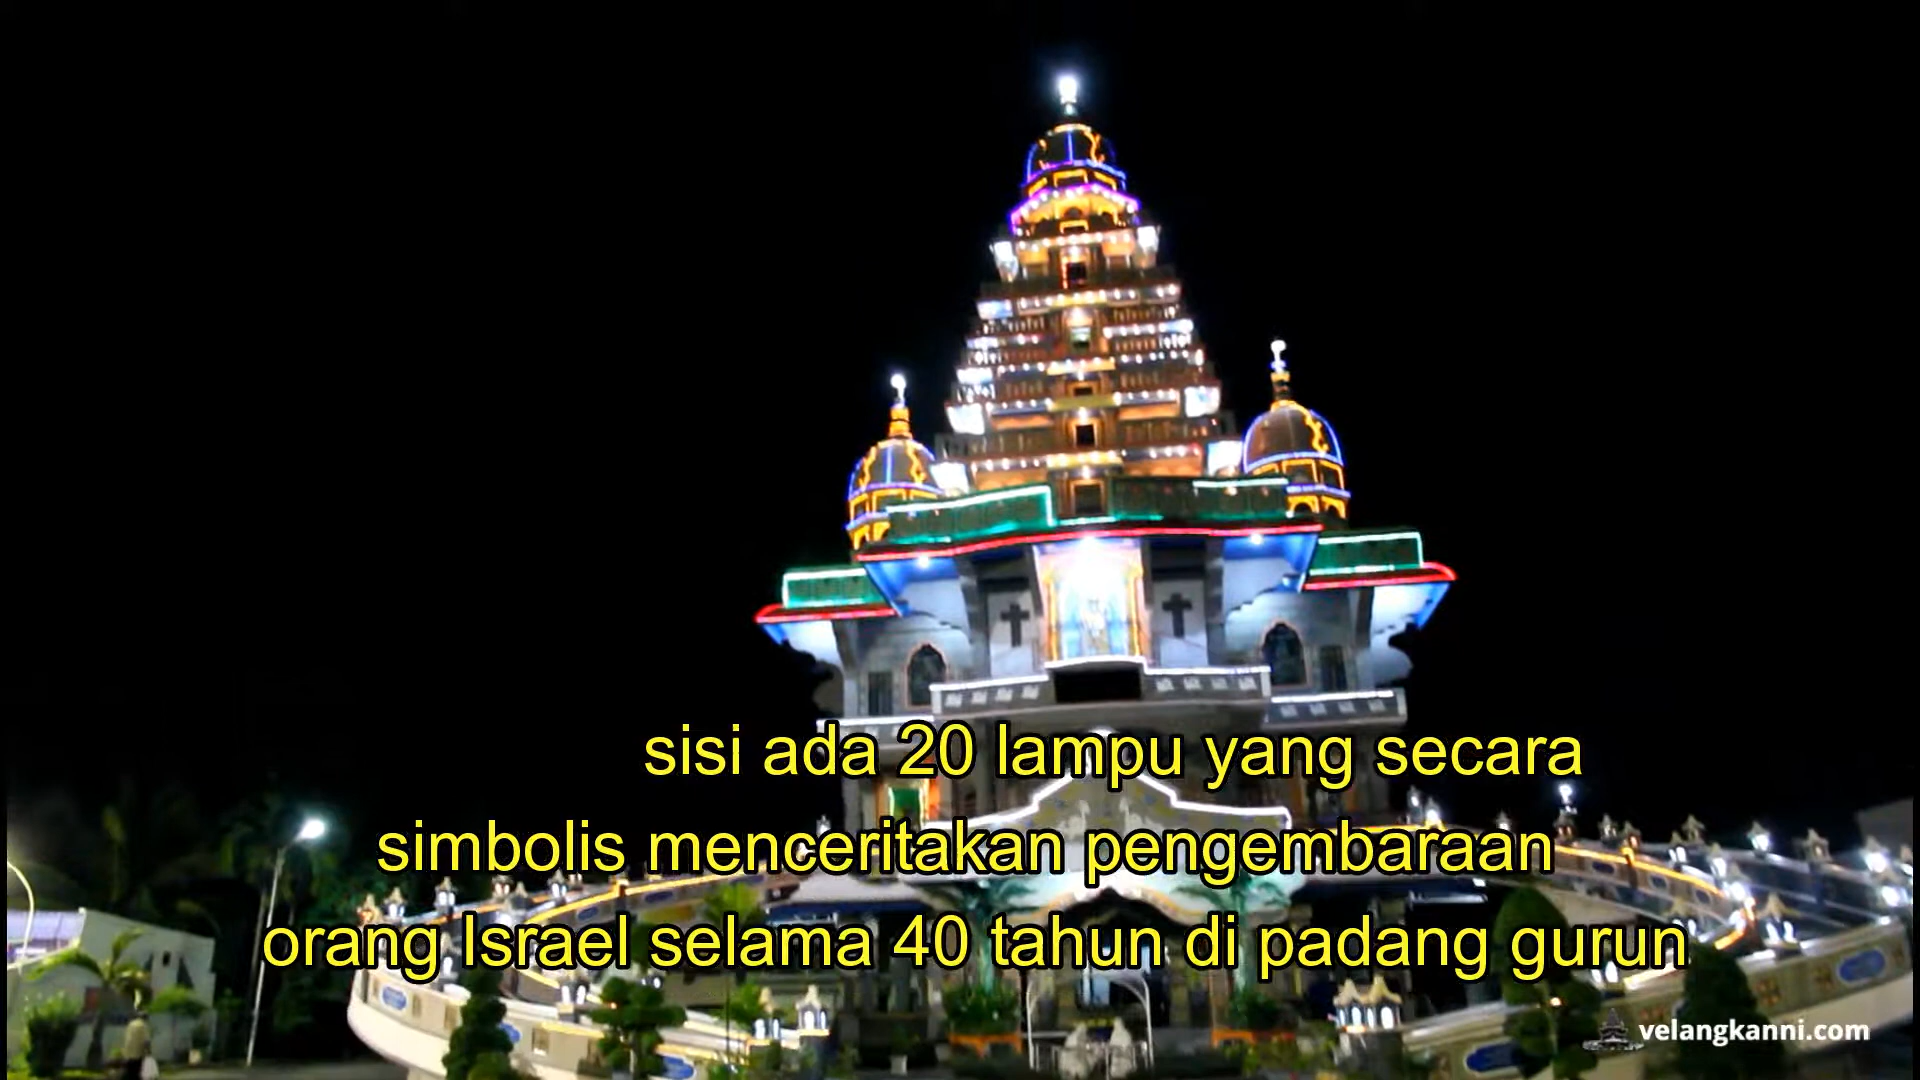 sisi ada 20 lampu yang secara
simbolis menceritakan pengembaraan
orang Israel selama 40 tahun di padang gurun
velangkanni.com